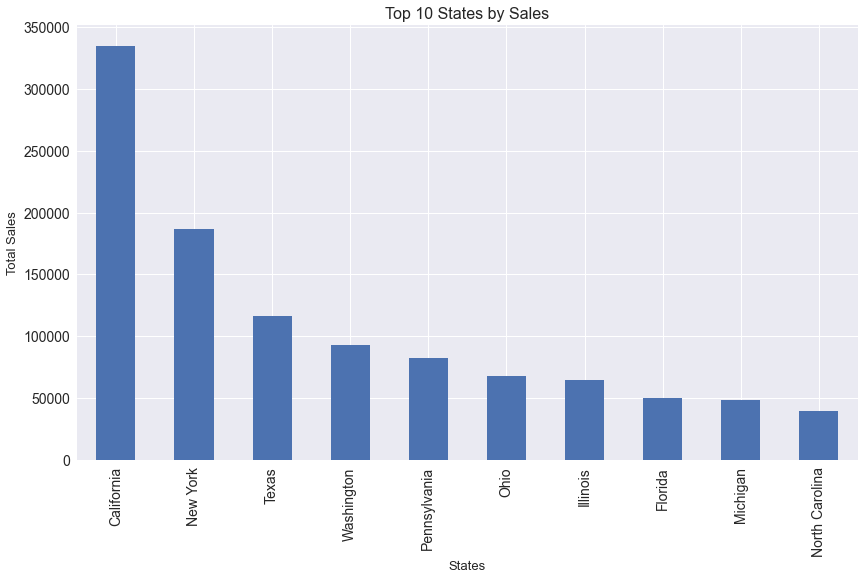 Top 10 States by Sales
Total Sales
350000
300000
250000
200000
150000
100000
50000
0
California
New York
Texas
Washington
Pennsylvania
Ohio
Illinois
Florida
Michigan
North Carolina
States